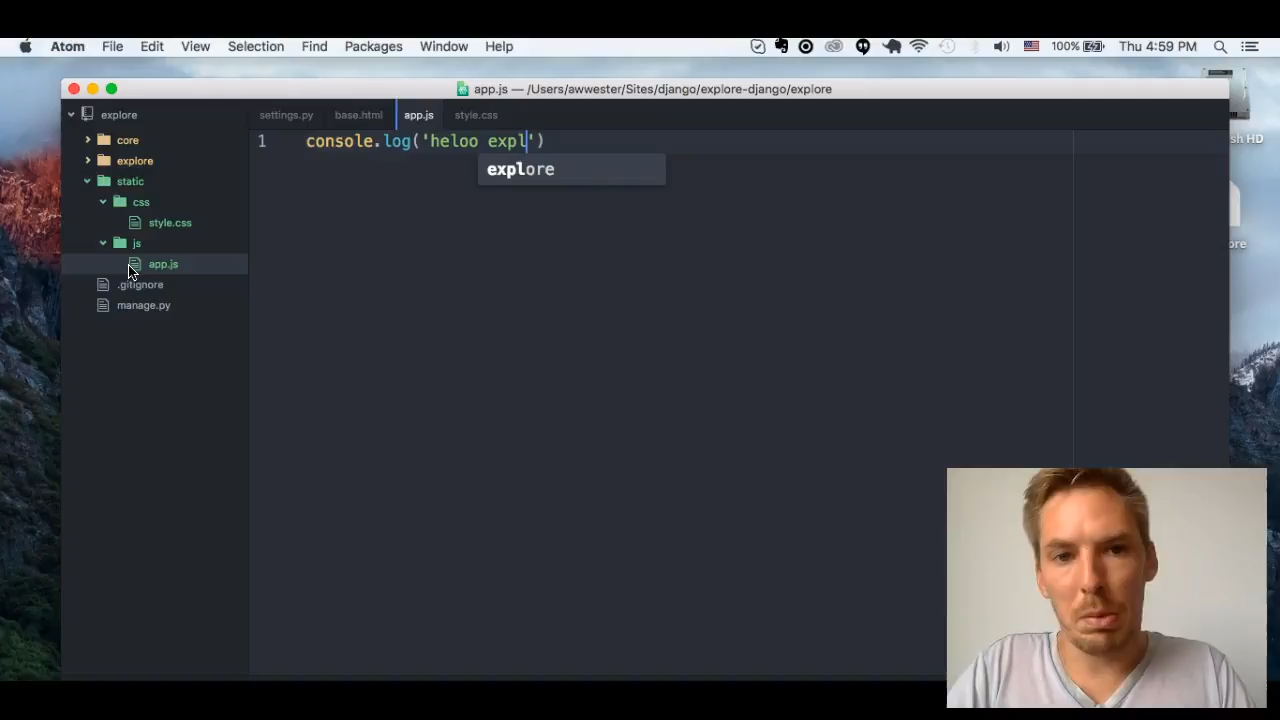 Atom File Edit View Selection Find Packages Window Help 100% Thu 4:59 PM
app.js — /Users/awwester/Sites/django/explore-django/explore
explore
settings.py base.html app.js style.css
core
explore
static
css
style.css
js
app.js
.gitignore
manage.py
1 console.log('heloo expl')
explore
sh HD
ore